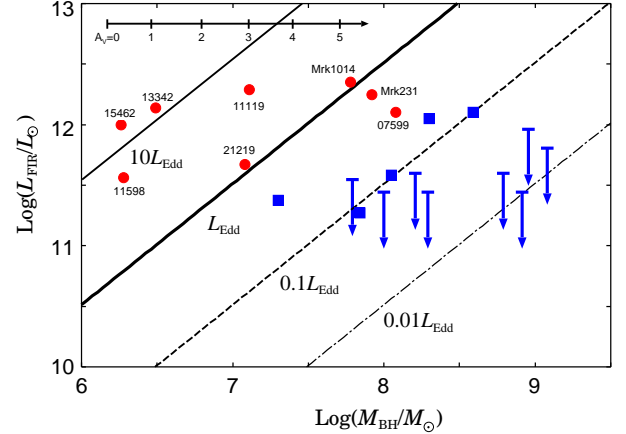 13
A_V=0 1 2 3 4 5
Mrk1014
13342
Mrk231
15462
11119
07599
12
10L_Edd
21219
11598
Log(L_FIR/L_⊙)
L_Edd
11
0.1L_Edd
0.01L_Edd
10
6 7 8 9
Log(M_BH/M_⊙)